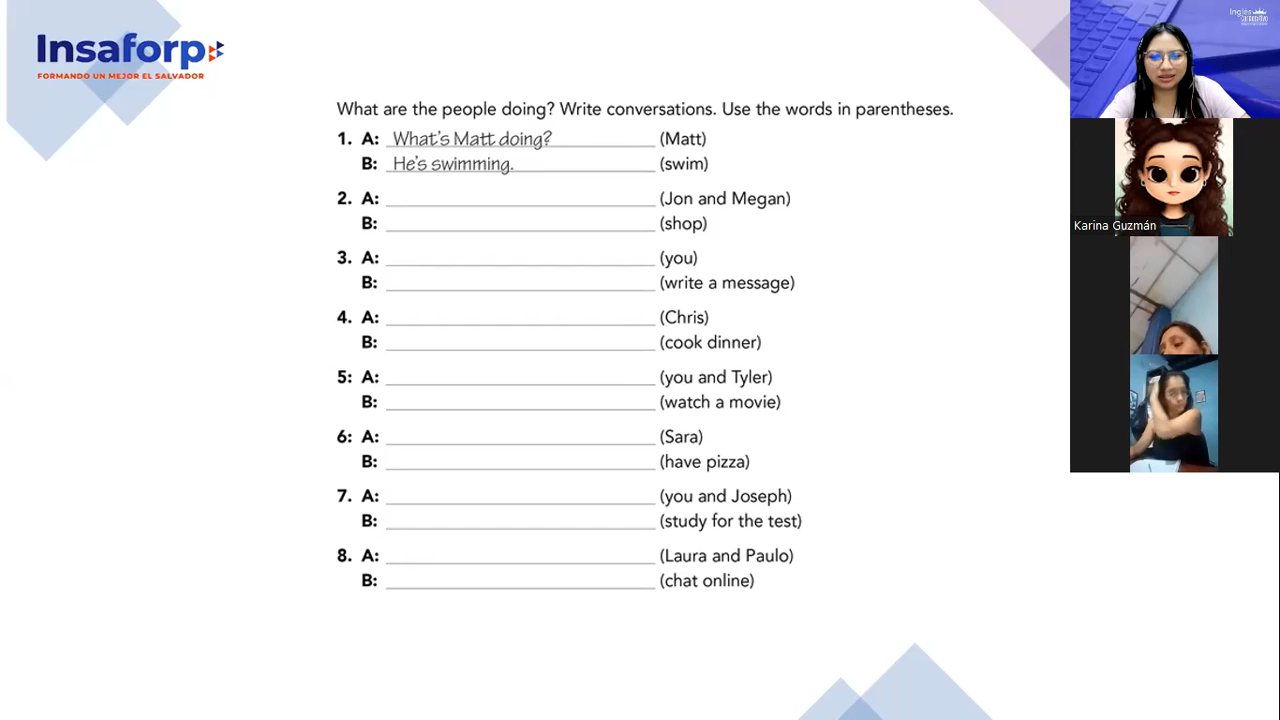 Insaforp
FORMANDO UN MEJOR EL SALVADOR
What are the people doing? Write conversations. Use the words in parentheses.
1. A: What's Matt doing? (Matt)
B: He's swimming. (swim)
2. A: (Jon and Megan)
B: (shop)
3. A: (you)
B: (write a message)
4. A: (Chris)
B: (cook dinner)
5: A: (you and Tyler)
B: (watch a movie)
6: A: (Sara)
B: (have pizza)
7. A: (you and Joseph)
B: (study for the test)
8. A: (Laura and Paulo)
B: (chat online)
Ingles
Karina Guzmán